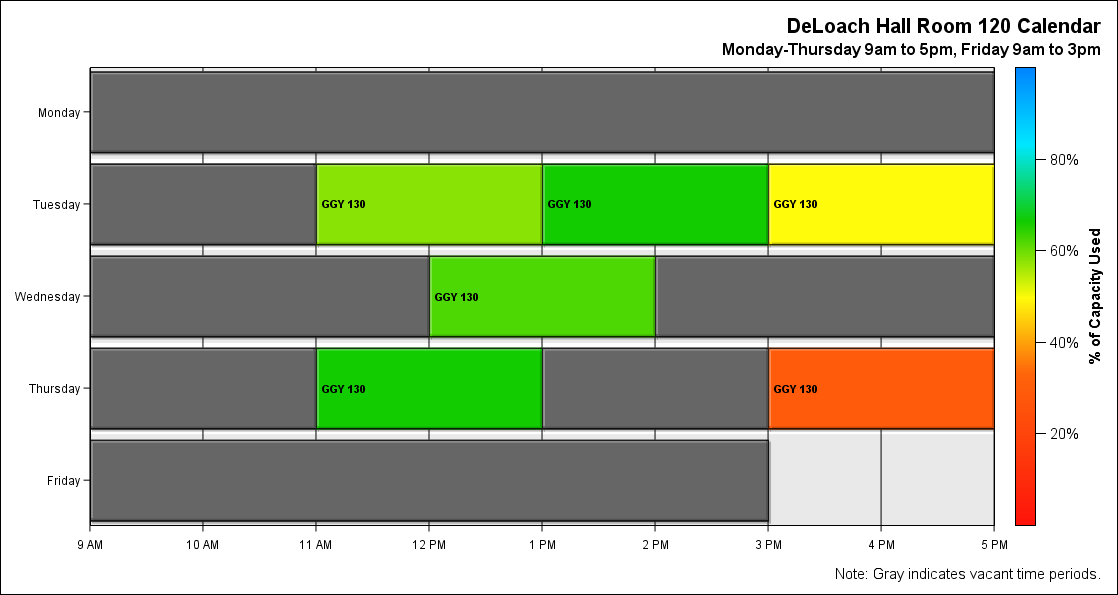 DeLoach Hall Room 120 Calendar
Monday-Thursday 9am to 5pm, Friday 9am to 3pm
Monday
Tuesday
GGY 130
GGY 130
GGY 130
Wednesday
GGY 130
Thursday
GGY 130
GGY 130
Friday
9 AM
10 AM
11 AM
12 PM
1 PM
2 PM
3 PM
4 PM
5 PM
80%
60%
40%
20%
% of Capacity Used
Note: Gray indicates vacant time periods.